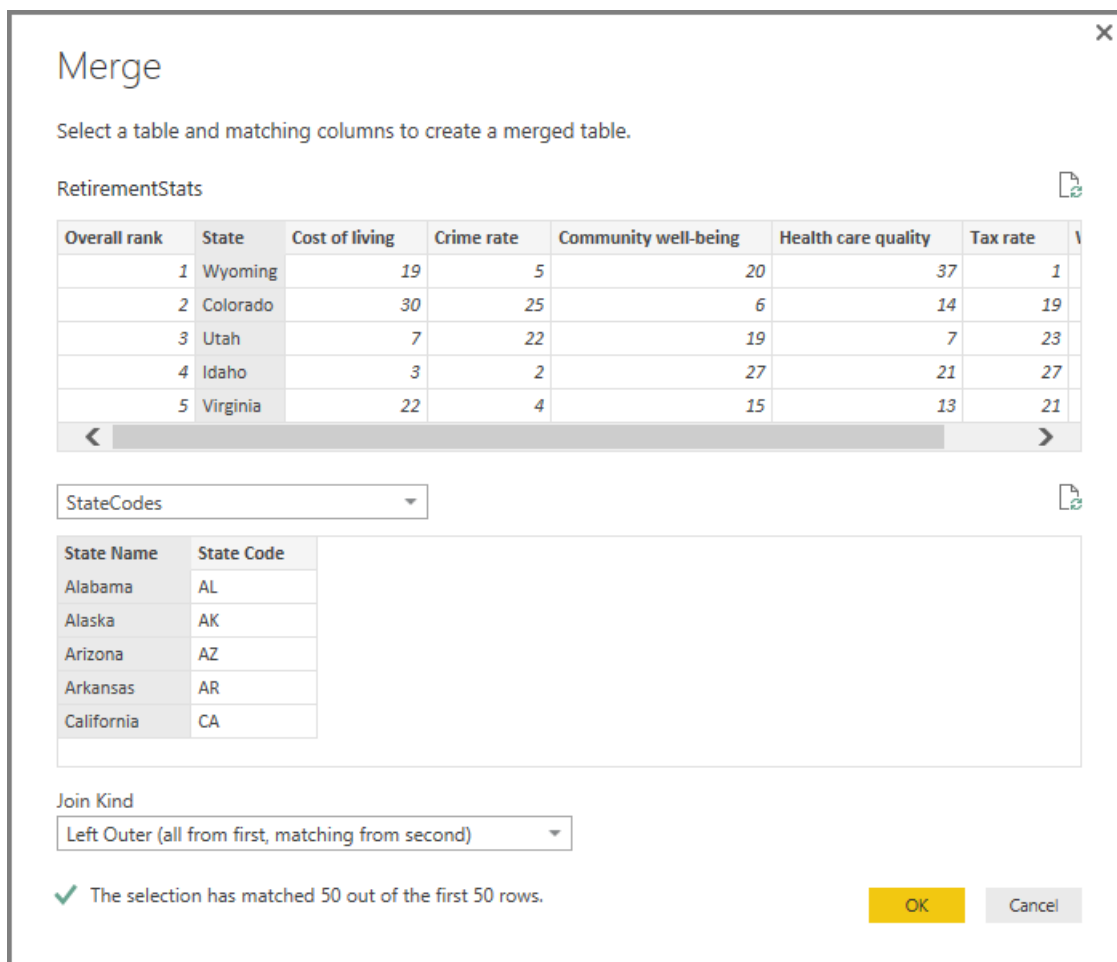 Merge
Select a table and matching columns to create a merged table.
RetirementStats
Overall rank State Cost of living Crime rate Community well-being Health care quality Tax rate
1 Wyoming 19 5 20 37 1
2 Colorado 30 25 6 14 19
3 Utah 7 22 19 7 23
4 Idaho 3 2 27 21 27
5 Virginia 22 4 15 13 21
StateCodes
State Name State Code
Alabama AL
Alaska AK
Arizona AZ
Arkansas AR
California CA
Join Kind
Left Outer (all from first, matching from second)
The selection has matched 50 out of the first 50 rows.
OK Cancel